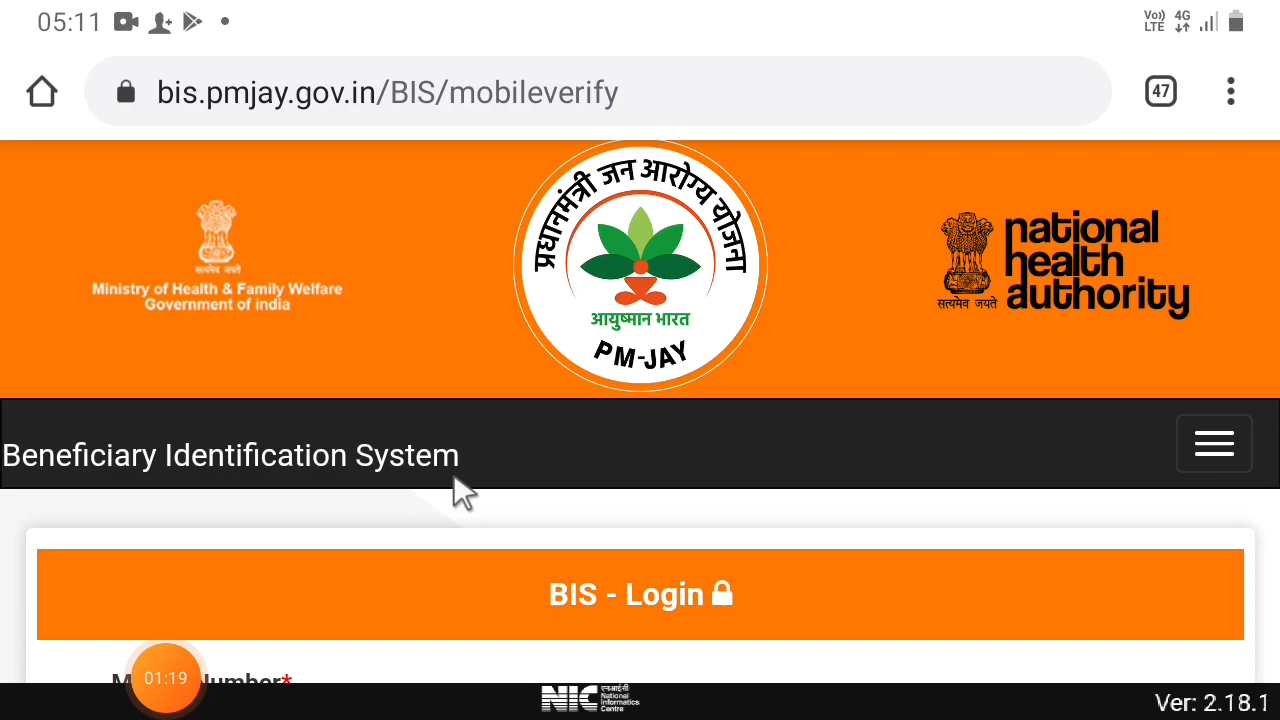 05:11
Vo)) LTE 4G
bis.pmjay.gov.in/BIS/mobileverify
47
सत्यमेव जयते
Ministry of Health & Family Welfare
Government of India
प्रधानमंत्री जन आरोग्य योजना
आयुष्मान भारत
PM-JAY
सत्यमेव जयते
national
health
authority
Beneficiary Identification System
BIS - Login
01:19
NIC
एनआईसी
National
Informatics
Centre
Ver: 2.18.1